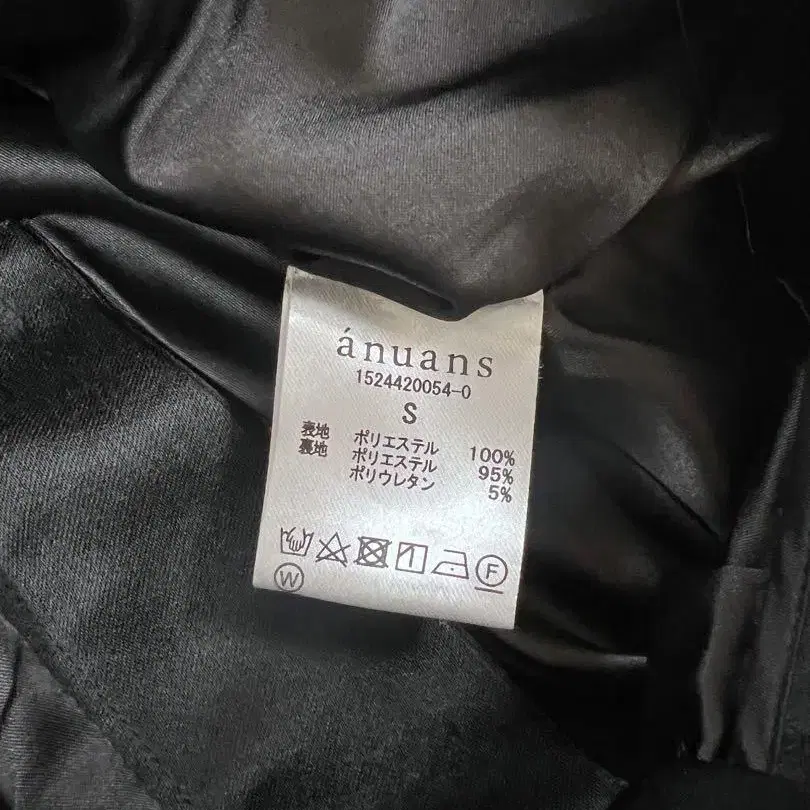 ánuans
1524420054-0
S
表地 ポリエステル 100%
裏地 ポリエステル 95%
ポリウレタン 5%
F
W